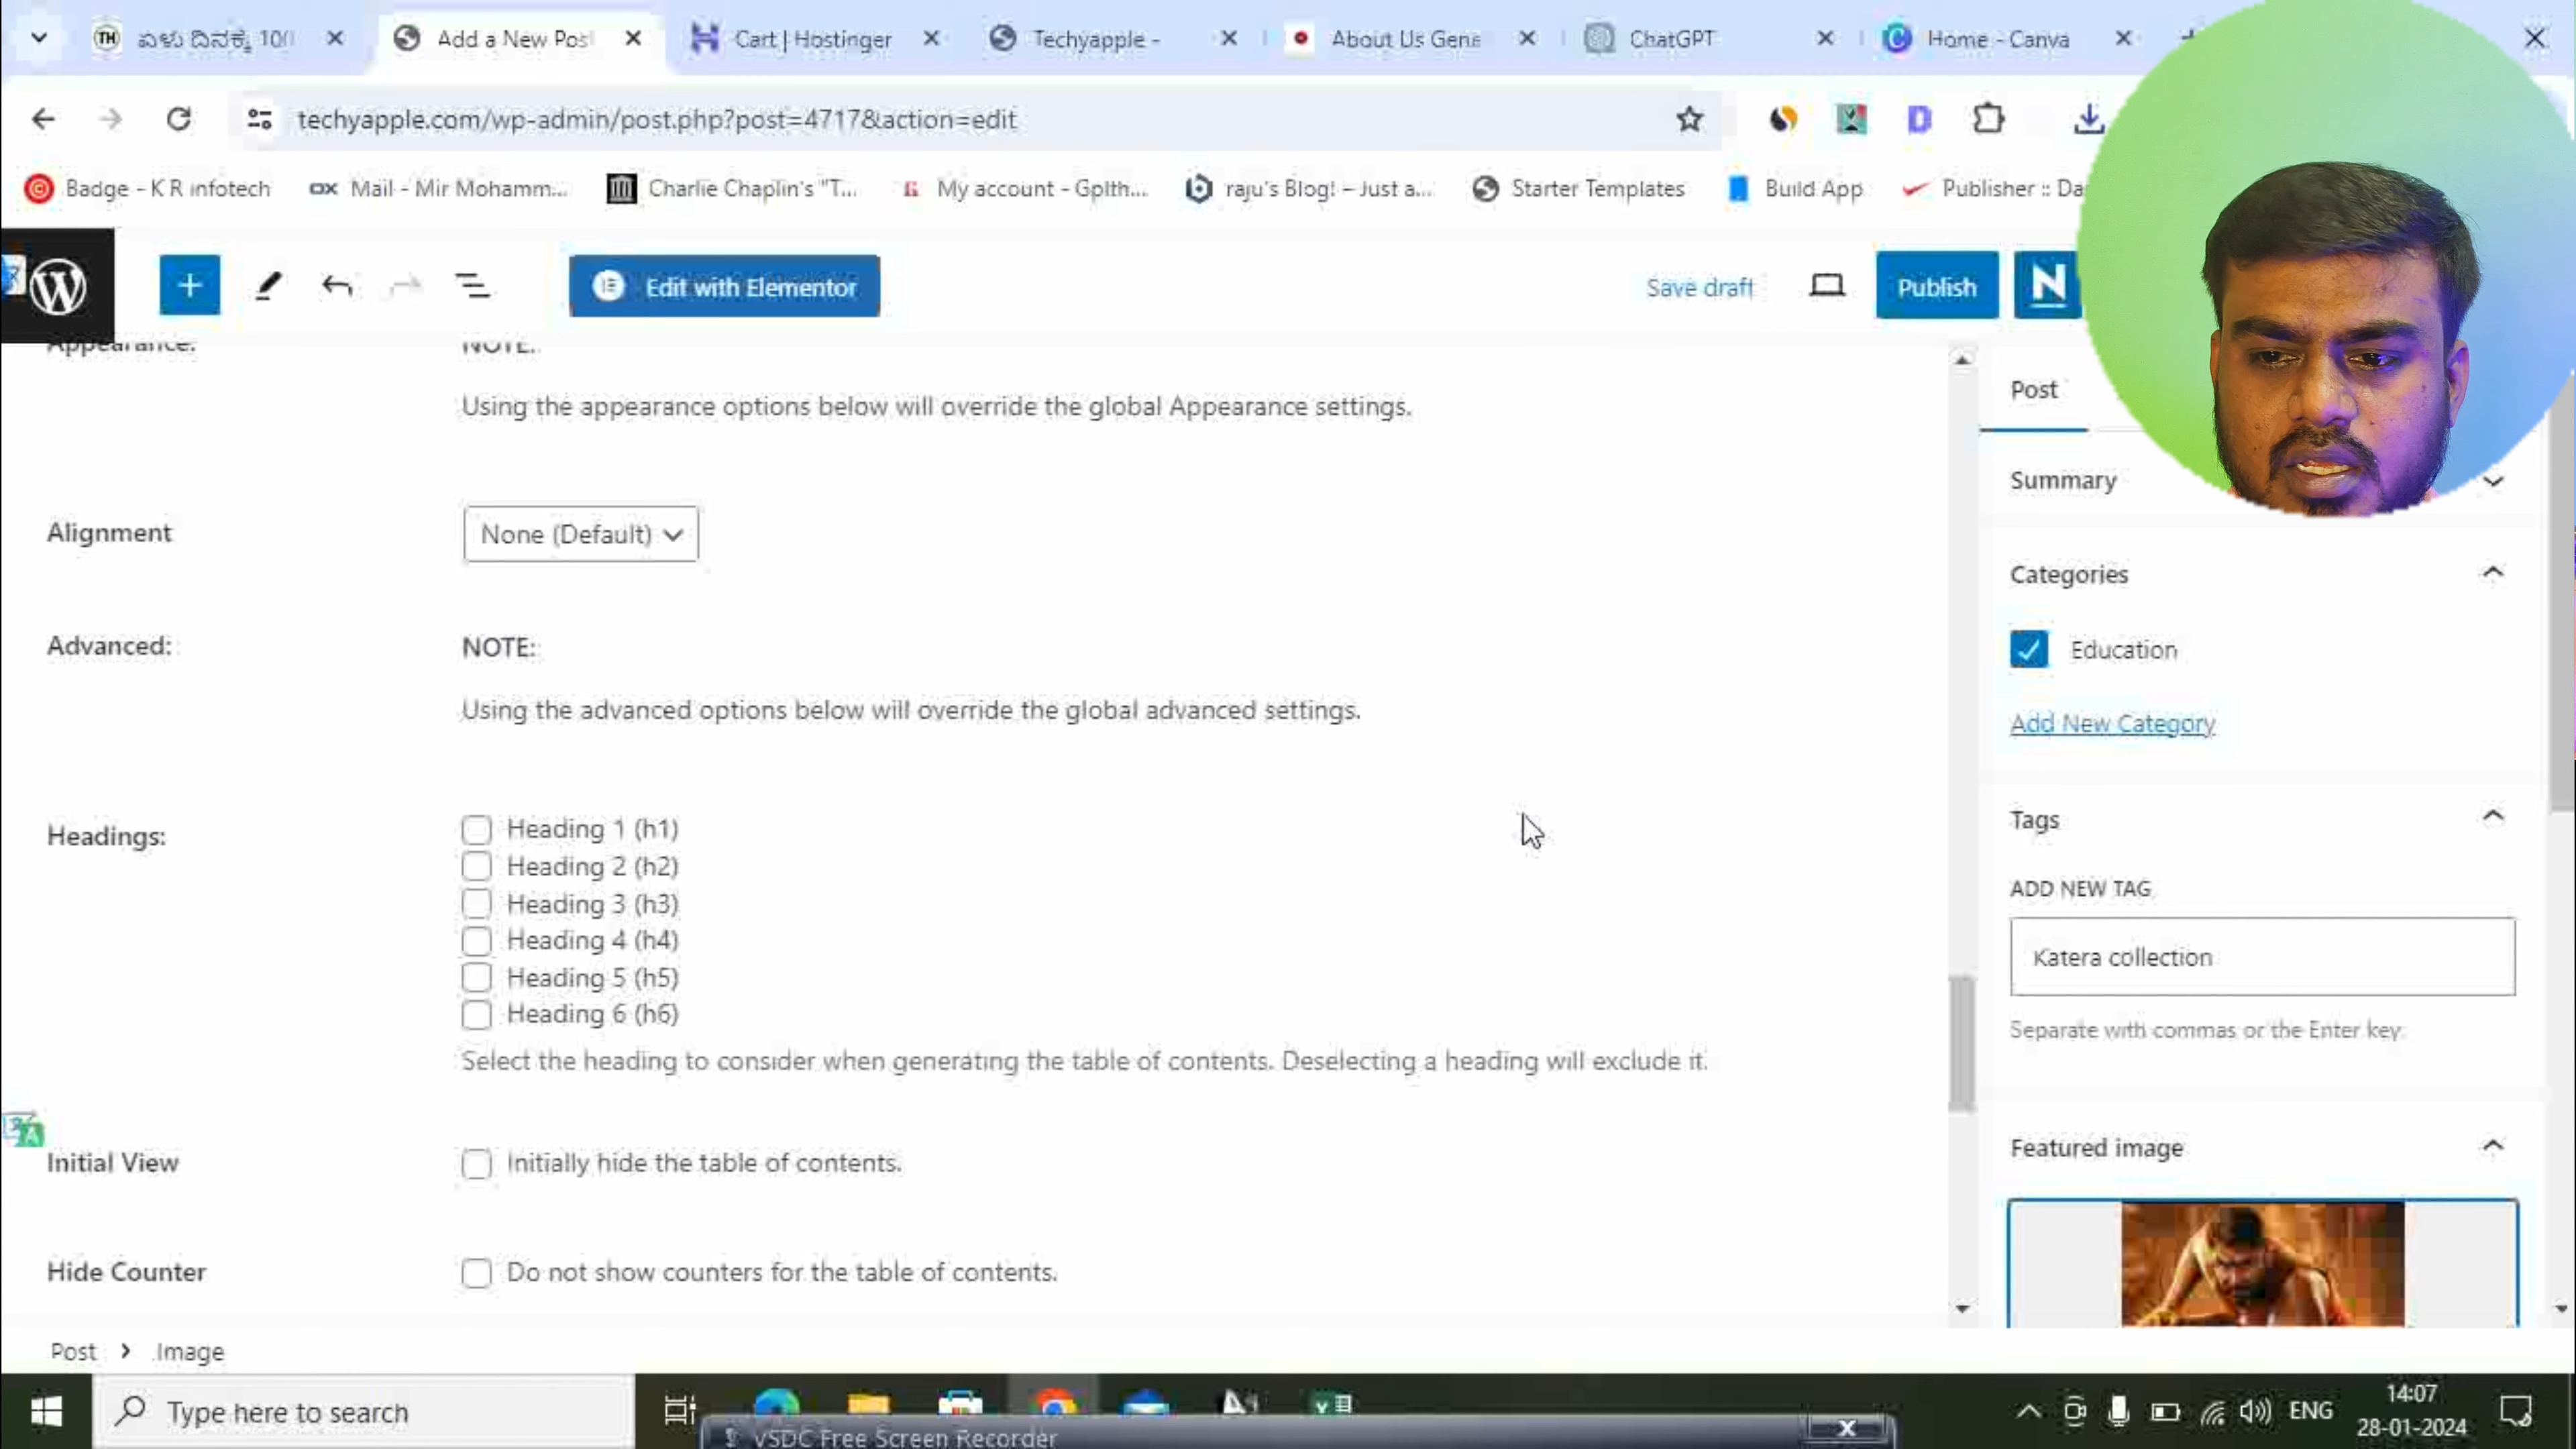 TH ಏಳು ದಿನಕ್ಕೆ 100
Add a New Post
Cart | Hostinger
Techyapple -
About Us Gene
ChatGPT
Home - Canva
techyapple.com/wp-admin/post.php?post=4717&action=edit
Badge - K R infotech
OX Mail - Mir Mohamm...
Charlie Chaplin's "T...
My account - Gplth...
raju's Blog! – Just a...
Starter Templates
Build App
Publisher :: Da
Edit with Elementor
Save draft
Publish
N
Appearance:
NOTE:
Using the appearance options below will override the global Appearance settings.
Alignment
None (Default)
Advanced:
NOTE:
Using the advanced options below will override the global advanced settings.
Headings:
Heading 1 (h1)
Heading 2 (h2)
Heading 3 (h3)
Heading 4 (h4)
Heading 5 (h5)
Heading 6 (h6)
Select the heading to consider when generating the table of contents. Deselecting a heading will exclude it.
Initial View
Initially hide the table of contents.
Hide Counter
Do not show counters for the table of contents.
Post
Summary
Categories
Education
Add New Category
Tags
ADD NEW TAG
Katera collection
Separate with commas or the Enter key.
Featured image
Post > Image
Type here to search
VSDC Free Screen Recorder
ENG
14:07
28-01-2024